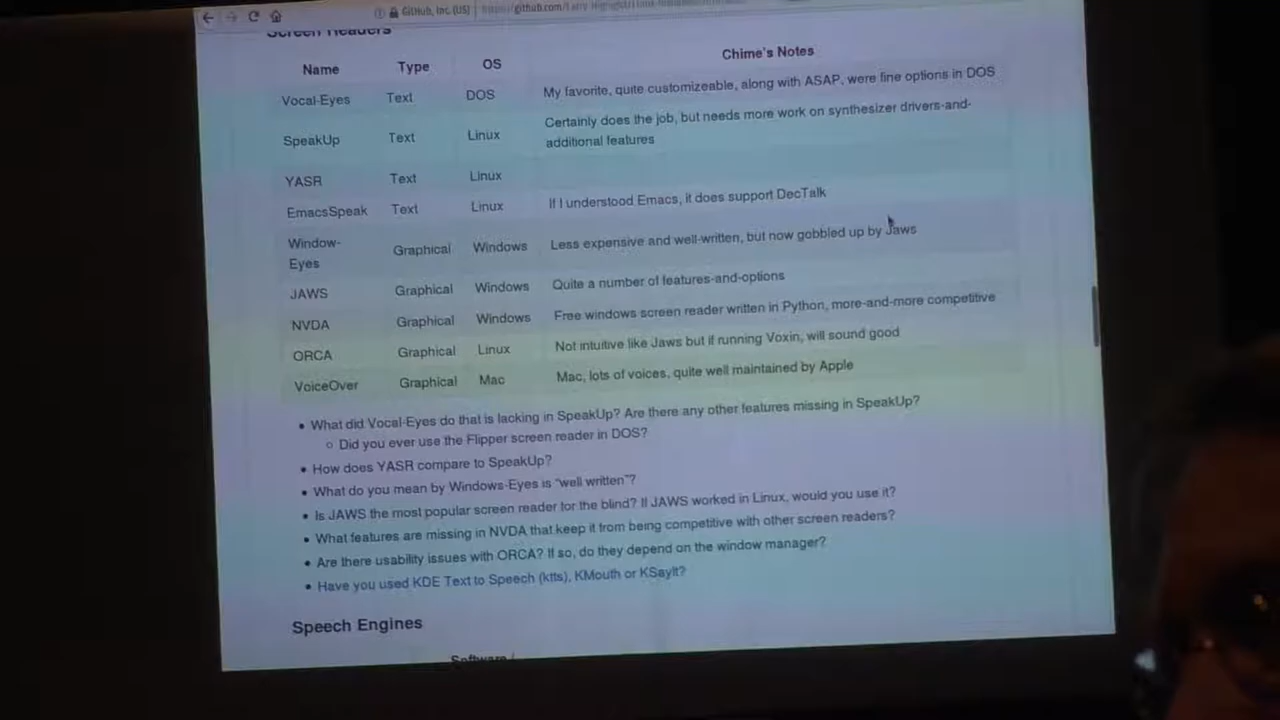 GitHub, Inc. (US)
Screen Readers
Name Type OS Chime's Notes
Vocal-Eyes Text DOS My favorite, quite customizeable, along with ASAP, were fine options in DOS
SpeakUp Text Linux Certainly does the job, but needs more work on synthesizer drivers-and-
additional features
YASR Text Linux
EmacsSpeak Text Linux If I understood Emacs, it does support DecTalk
Window-
Eyes Graphical Windows Less expensive and well-written, but now gobbled up by Jaws
JAWS Graphical Windows Quite a number of features-and-options
NVDA Graphical Windows Free windows screen reader written in Python, more-and-more competitive
ORCA Graphical Linux Not intuitive like Jaws but if running Voxin, will sound good
VoiceOver Graphical Mac Mac, lots of voices, quite well maintained by Apple
• What did Vocal-Eyes do that is lacking in SpeakUp? Are there any other features missing in SpeakUp?
○ Did you ever use the Flipper screen reader in DOS?
• How does YASR compare to SpeakUp?
• What do you mean by Windows-Eyes is "well written"?
• Is JAWS the most popular screen reader for the blind? If JAWS worked in Linux, would you use it?
• What features are missing in NVDA that keep it from being competitive with other screen readers?
• Are there usability issues with ORCA? If so, do they depend on the window manager?
• Have you used KDE Text to Speech (ktts), KMouth or KSayIt?
Speech Engines
Software /